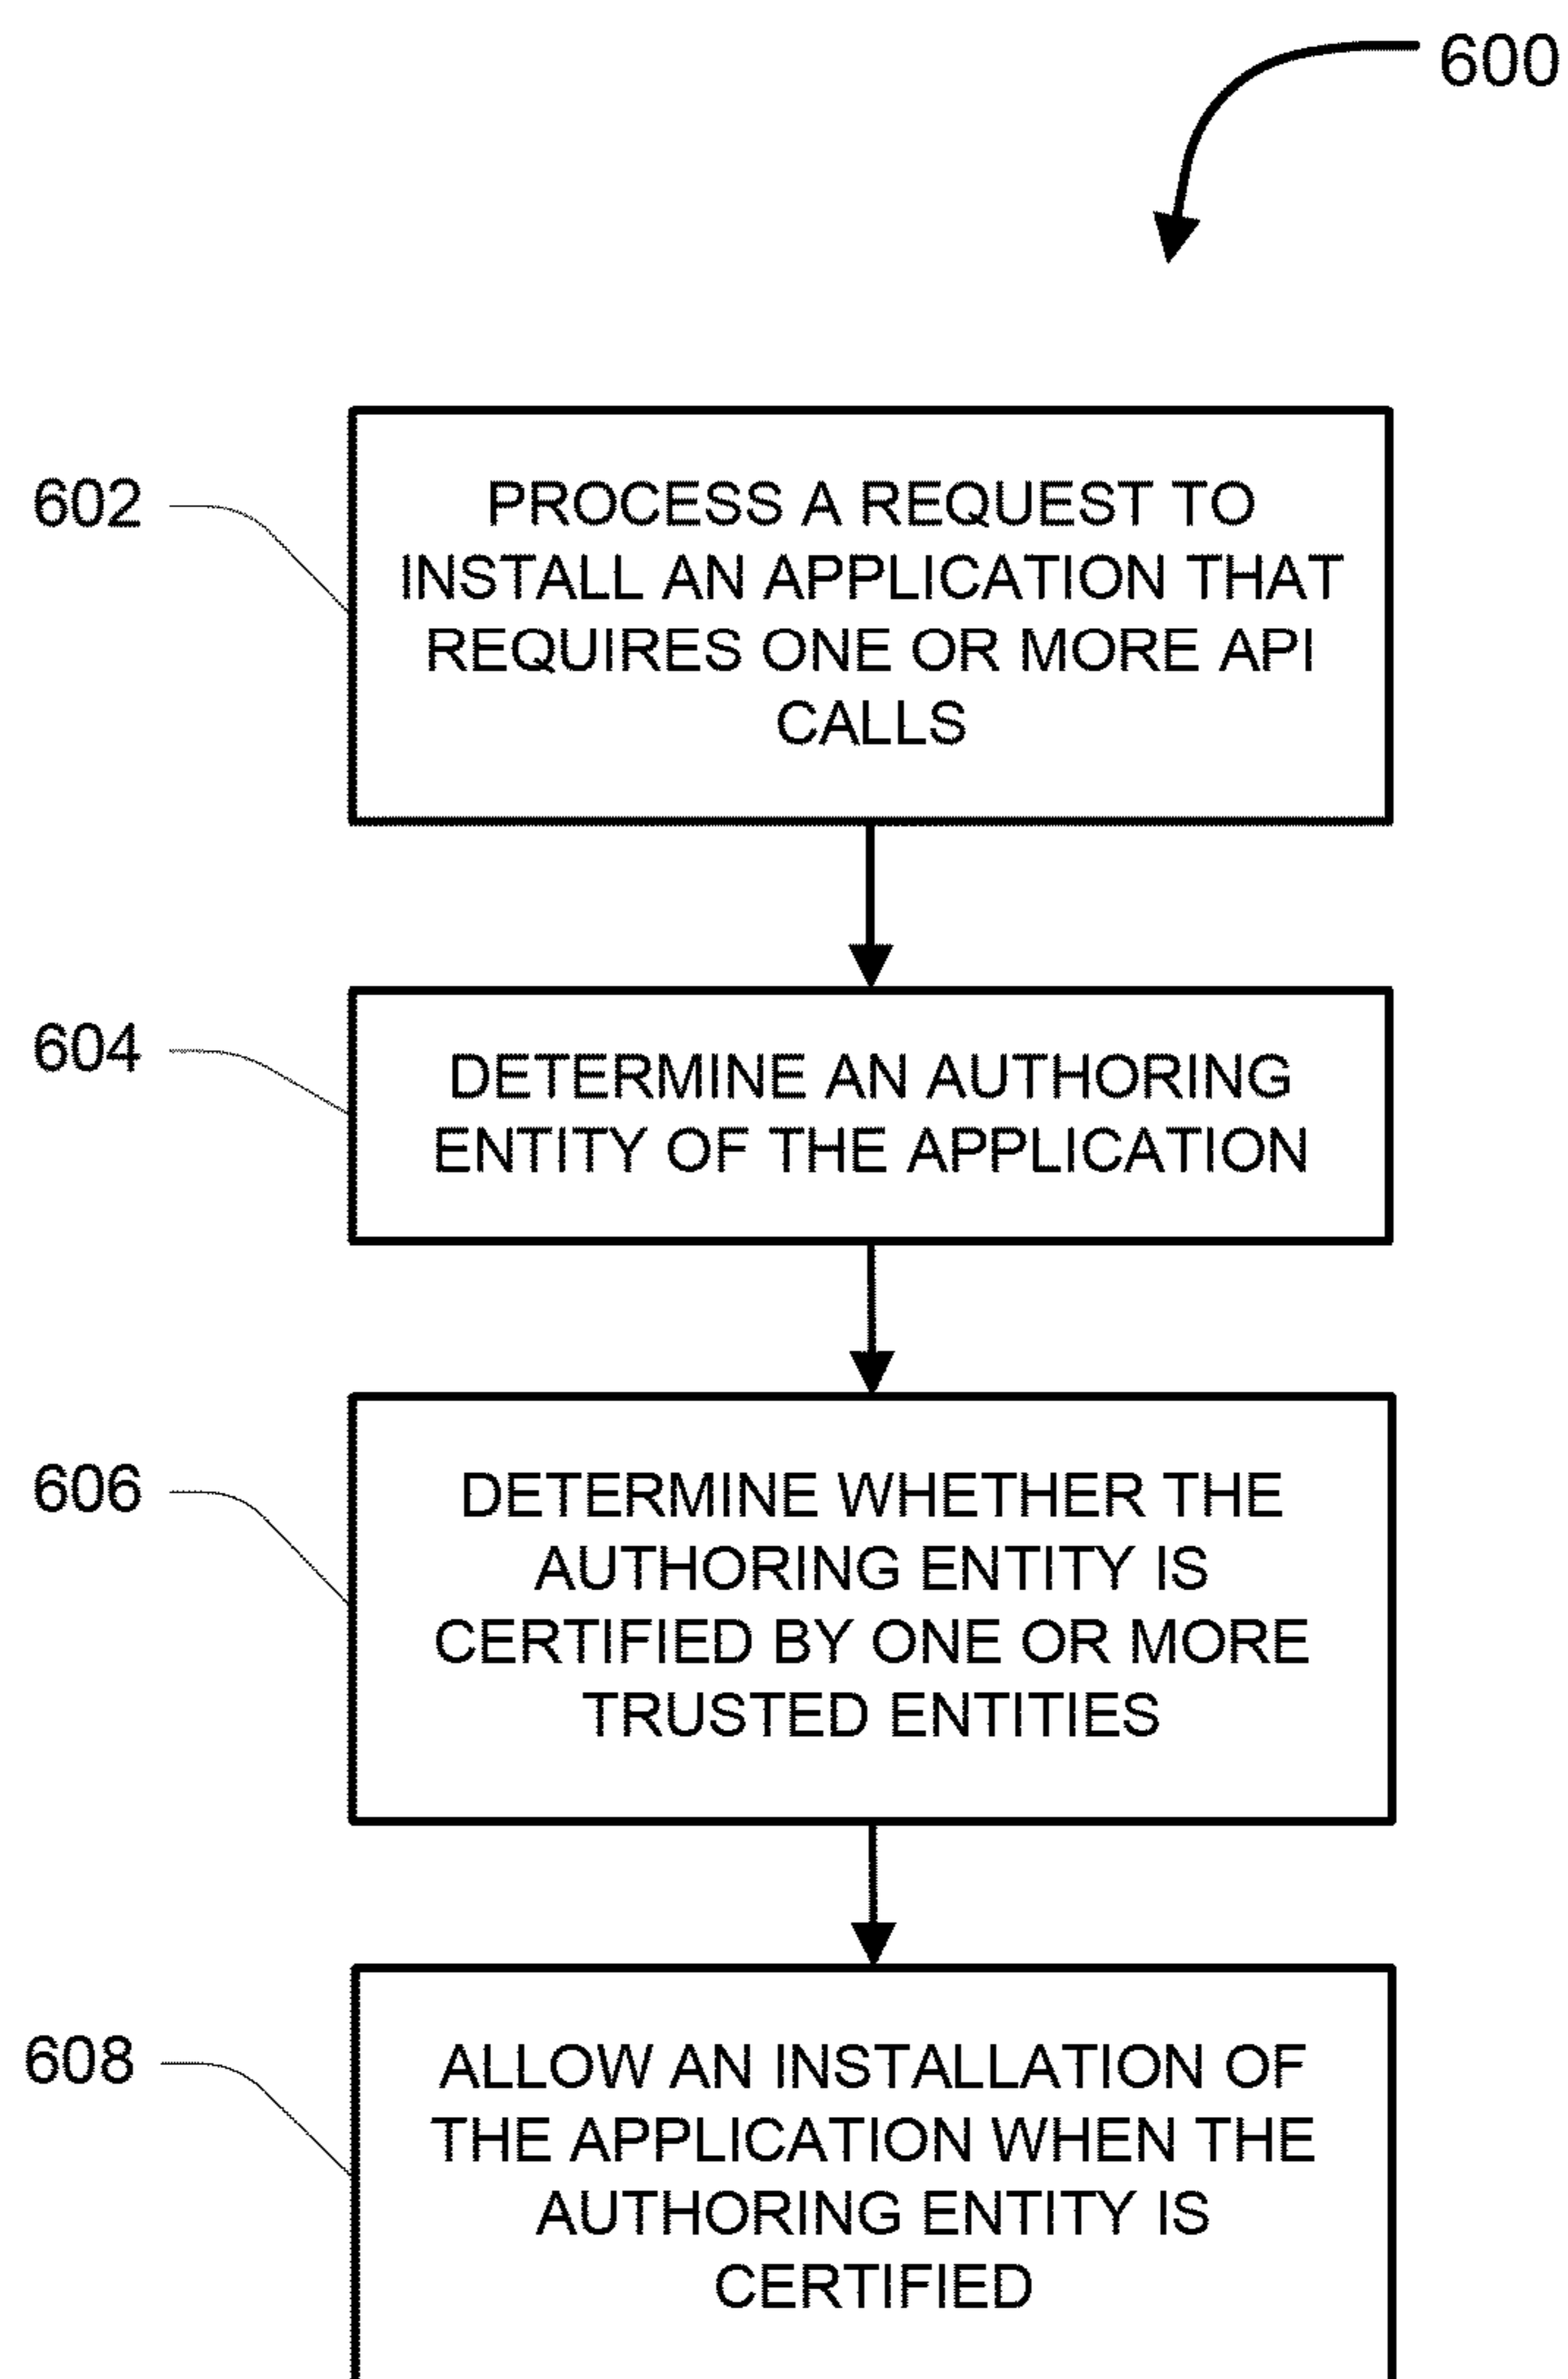 600
602
PROCESS A REQUEST TO
INSTALL AN APPLICATION THAT
REQUIRES ONE OR MORE API
CALLS
604
DETERMINE AN AUTHORING
ENTITY OF THE APPLICATION
606
DETERMINE WHETHER THE
AUTHORING ENTITY IS
CERTIFIED BY ONE OR MORE
TRUSTED ENTITIES
608
ALLOW AN INSTALLATION OF
THE APPLICATION WHEN THE
AUTHORING ENTITY IS
CERTIFIED